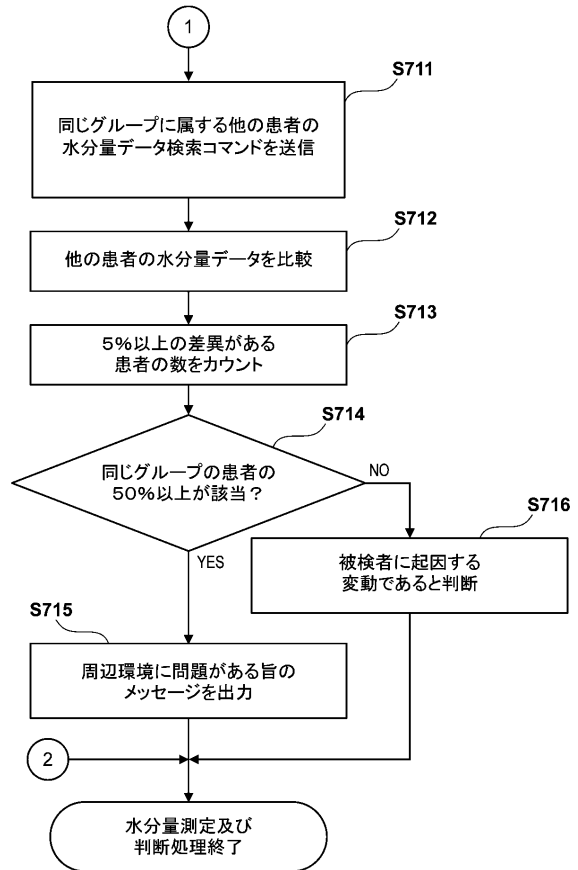 1
S711
同じグループに属する他の患者の
水分量データ検索コマンドを送信
S712
他の患者の水分量データを比較
S713
5%以上の差異がある
患者の数をカウント
S714
同じグループの患者の
50%以上が該当？
NO
YES
S716
被検者に起因する
変動であると判断
S715
周辺環境に問題がある旨の
メッセージを出力
2
水分量測定及び
判断処理終了